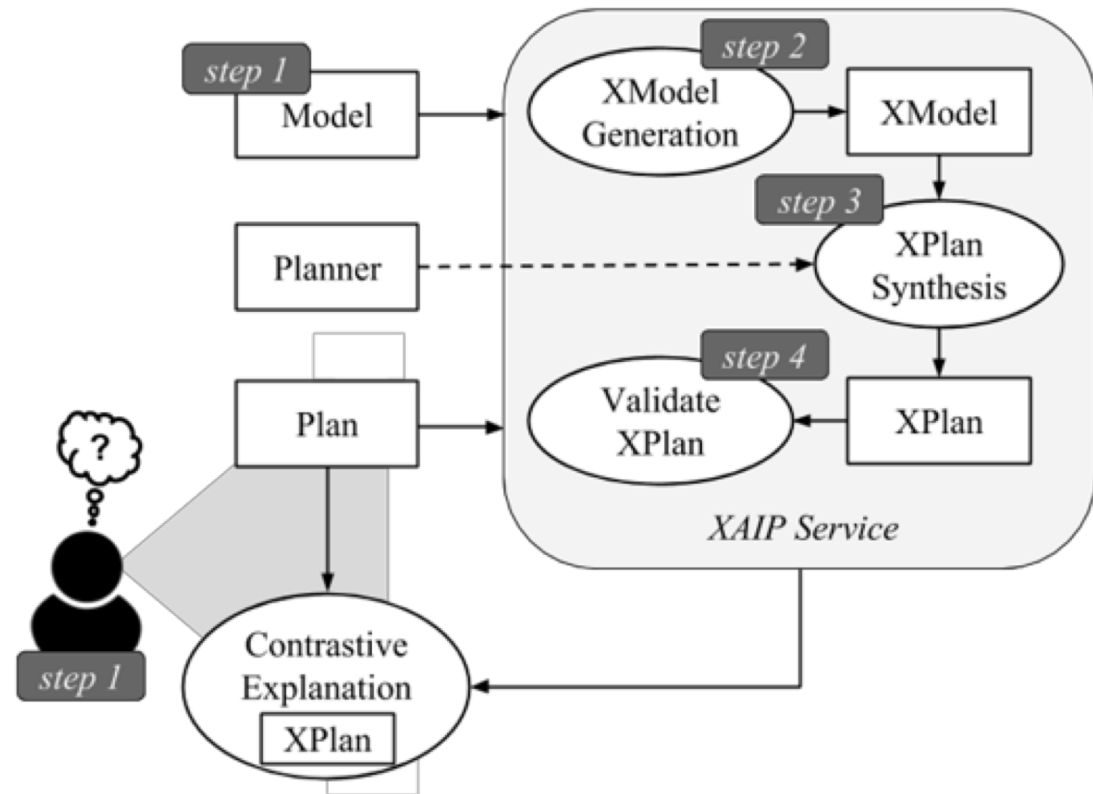 step 1
Model
step 2
XModel
Generation
XModel
step 3
Planner
XPlan
Synthesis
step 4
Plan
Validate
XPlan
XPlan
?
XAIP Service
step 1
Contrastive
Explanation
XPlan